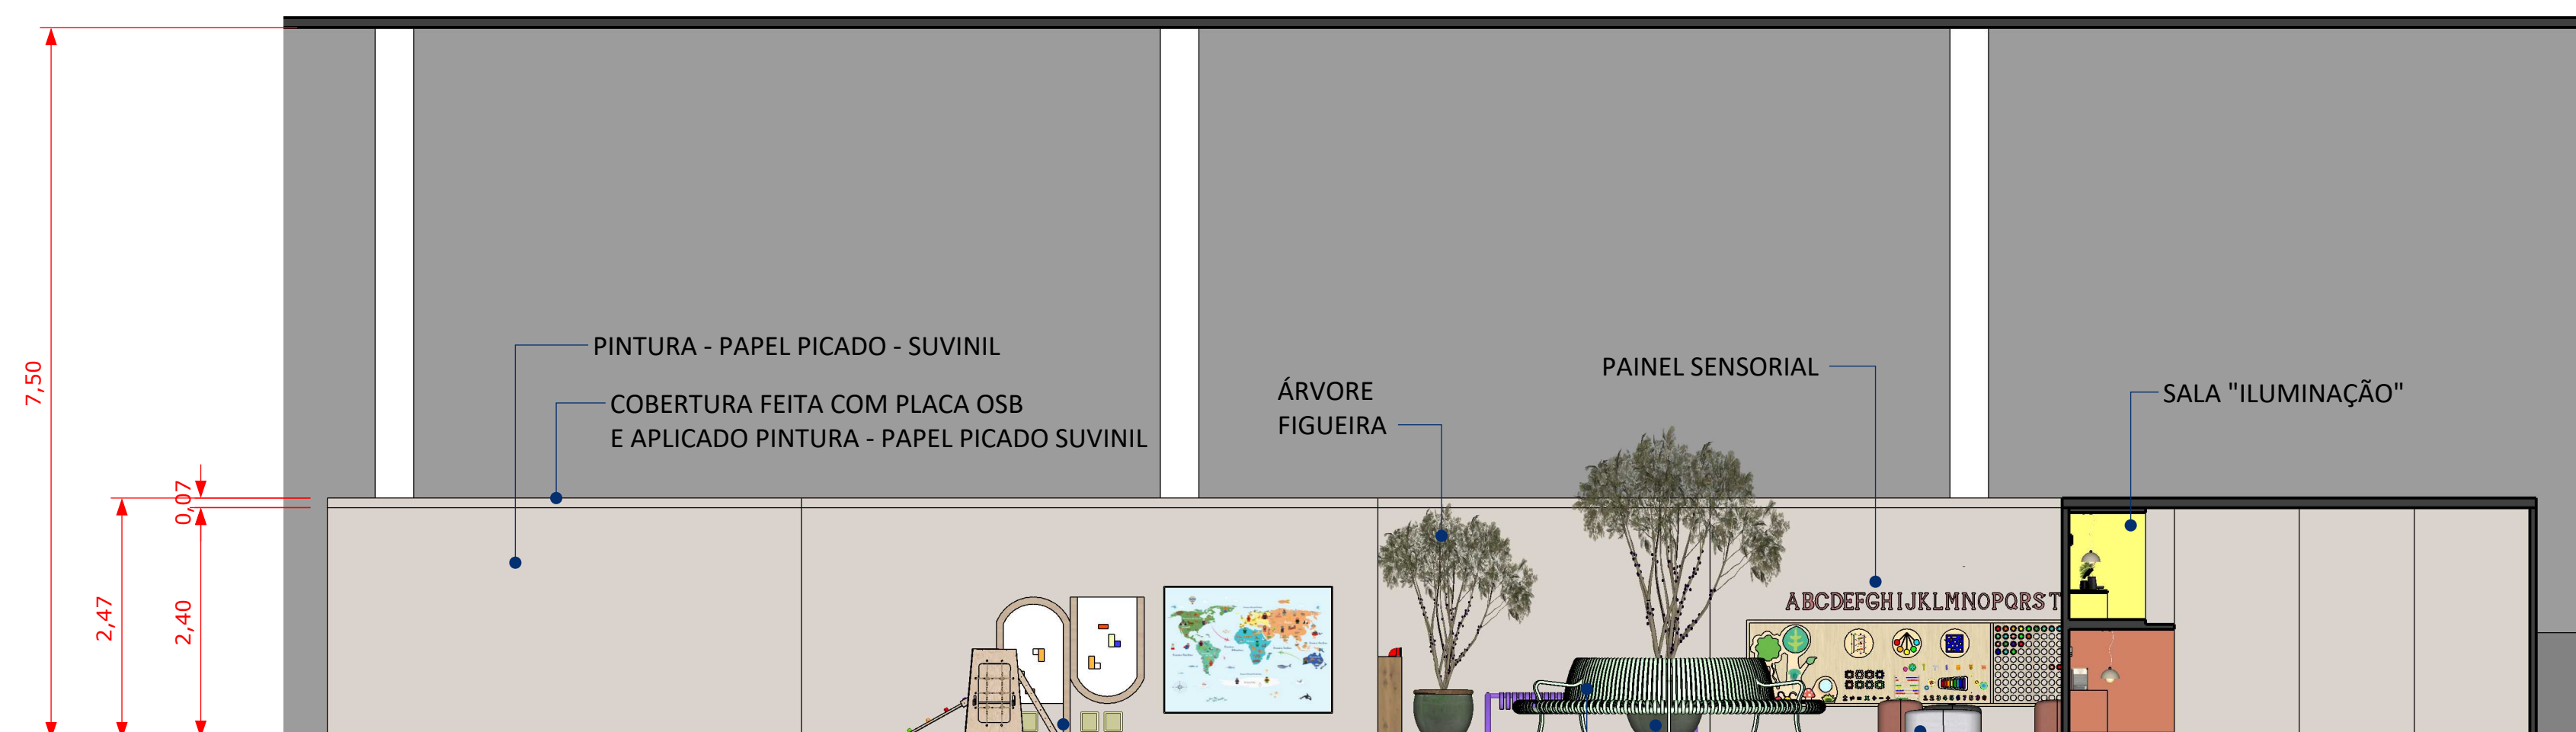 7,50
2,47
0,07
2,40
PINTURA - PAPEL PICADO - SUVINIL
COBERTURA FEITA COM PLACA OSB
E APLICADO PINTURA - PAPEL PICADO SUVINIL
ÁRVORE
FIGUEIRA
PAINEL SENSORIAL
SALA "ILUMINAÇÃO"
ABCDEFGHIJKLMNOPQRST
1234567890